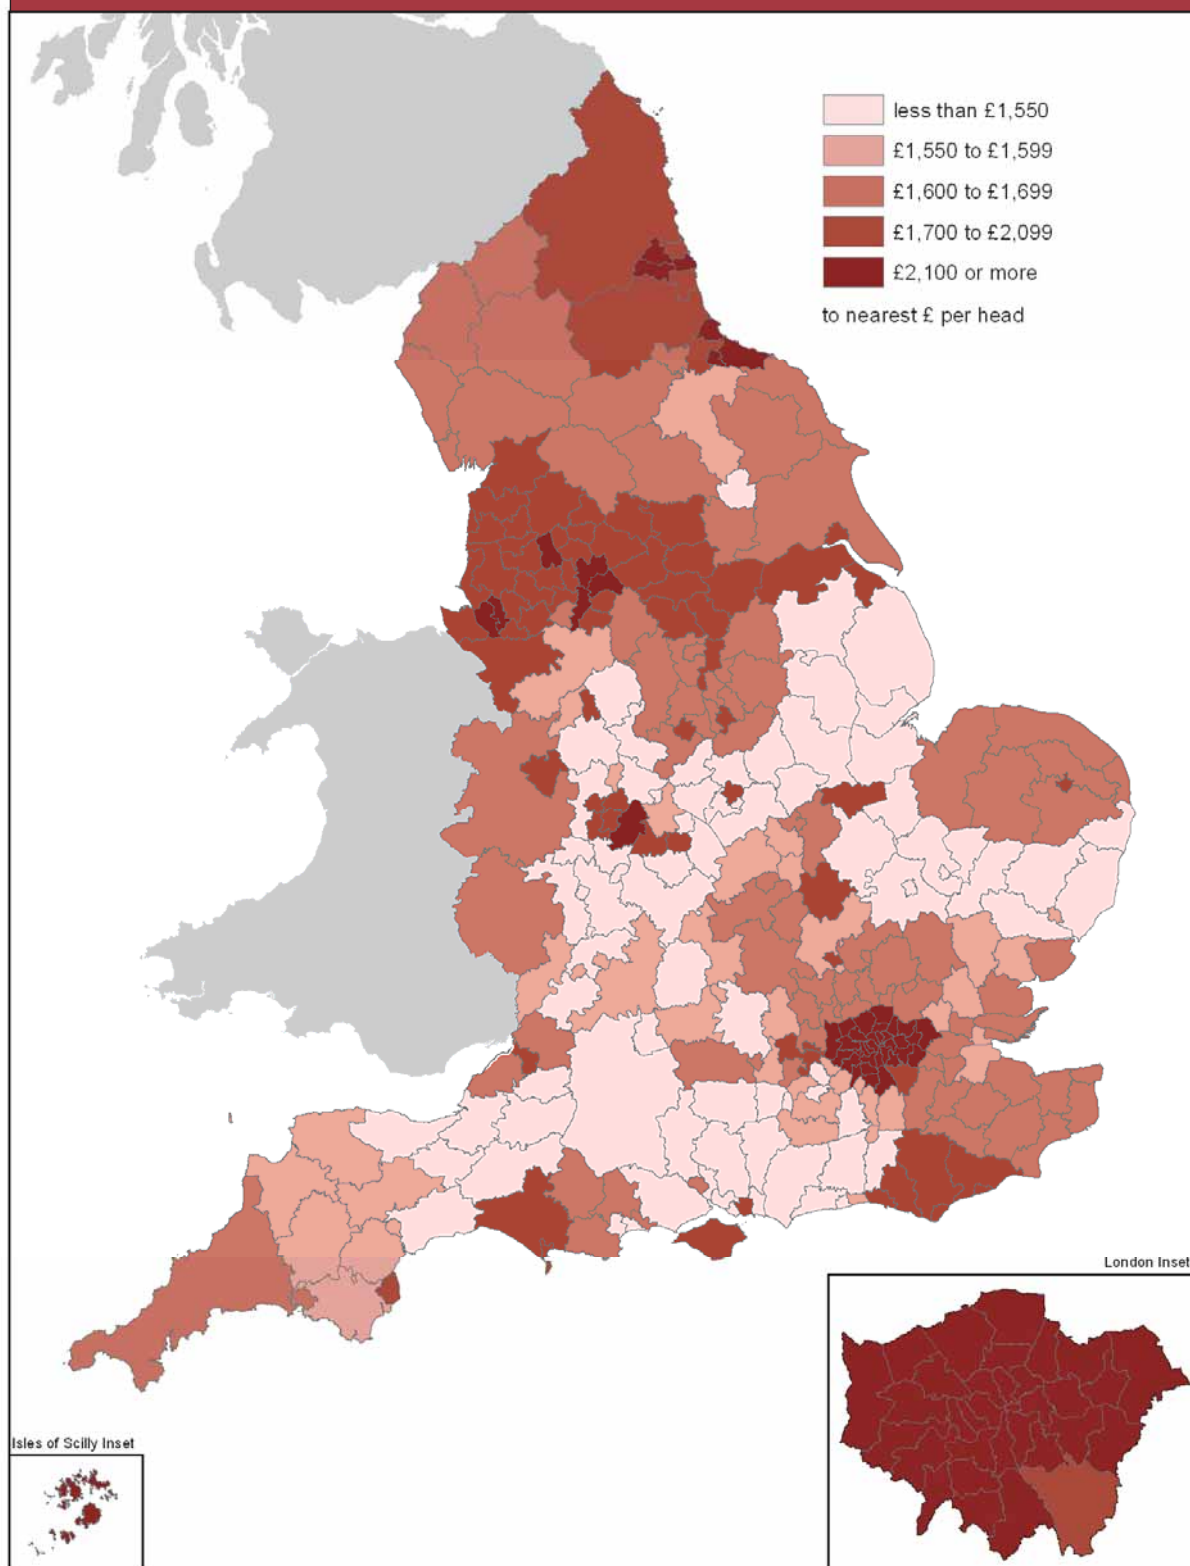 less than £1,550
£1,550 to £1,599
£1,600 to £1,699
£1,700 to £2,099
£2,100 or more
to nearest £ per head
London Inset
Isles of Scilly Inset